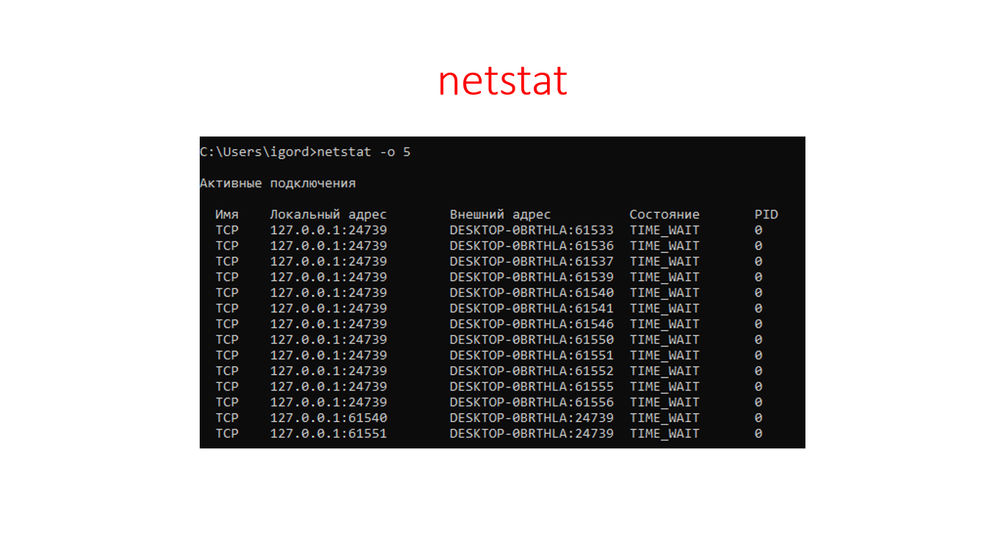 netstat
C:\Users\igord>netstat -o 5
Активные подключения
Имя Локальный адрес Внешний адрес Состояние PID
TCP 127.0.0.1:24739 DESKTOP-0BRTHLA:61533 TIME_WAIT 0
TCP 127.0.0.1:24739 DESKTOP-0BRTHLA:61536 TIME_WAIT 0
TCP 127.0.0.1:24739 DESKTOP-0BRTHLA:61537 TIME_WAIT 0
TCP 127.0.0.1:24739 DESKTOP-0BRTHLA:61539 TIME_WAIT 0
TCP 127.0.0.1:24739 DESKTOP-0BRTHLA:61540 TIME_WAIT 0
TCP 127.0.0.1:24739 DESKTOP-0BRTHLA:61541 TIME_WAIT 0
TCP 127.0.0.1:24739 DESKTOP-0BRTHLA:61546 TIME_WAIT 0
TCP 127.0.0.1:24739 DESKTOP-0BRTHLA:61550 TIME_WAIT 0
TCP 127.0.0.1:24739 DESKTOP-0BRTHLA:61551 TIME_WAIT 0
TCP 127.0.0.1:24739 DESKTOP-0BRTHLA:61552 TIME_WAIT 0
TCP 127.0.0.1:24739 DESKTOP-0BRTHLA:61555 TIME_WAIT 0
TCP 127.0.0.1:24739 DESKTOP-0BRTHLA:61556 TIME_WAIT 0
TCP 127.0.0.1:61540 DESKTOP-0BRTHLA:24739 TIME_WAIT 0
TCP 127.0.0.1:61551 DESKTOP-0BRTHLA:24739 TIME_WAIT 0